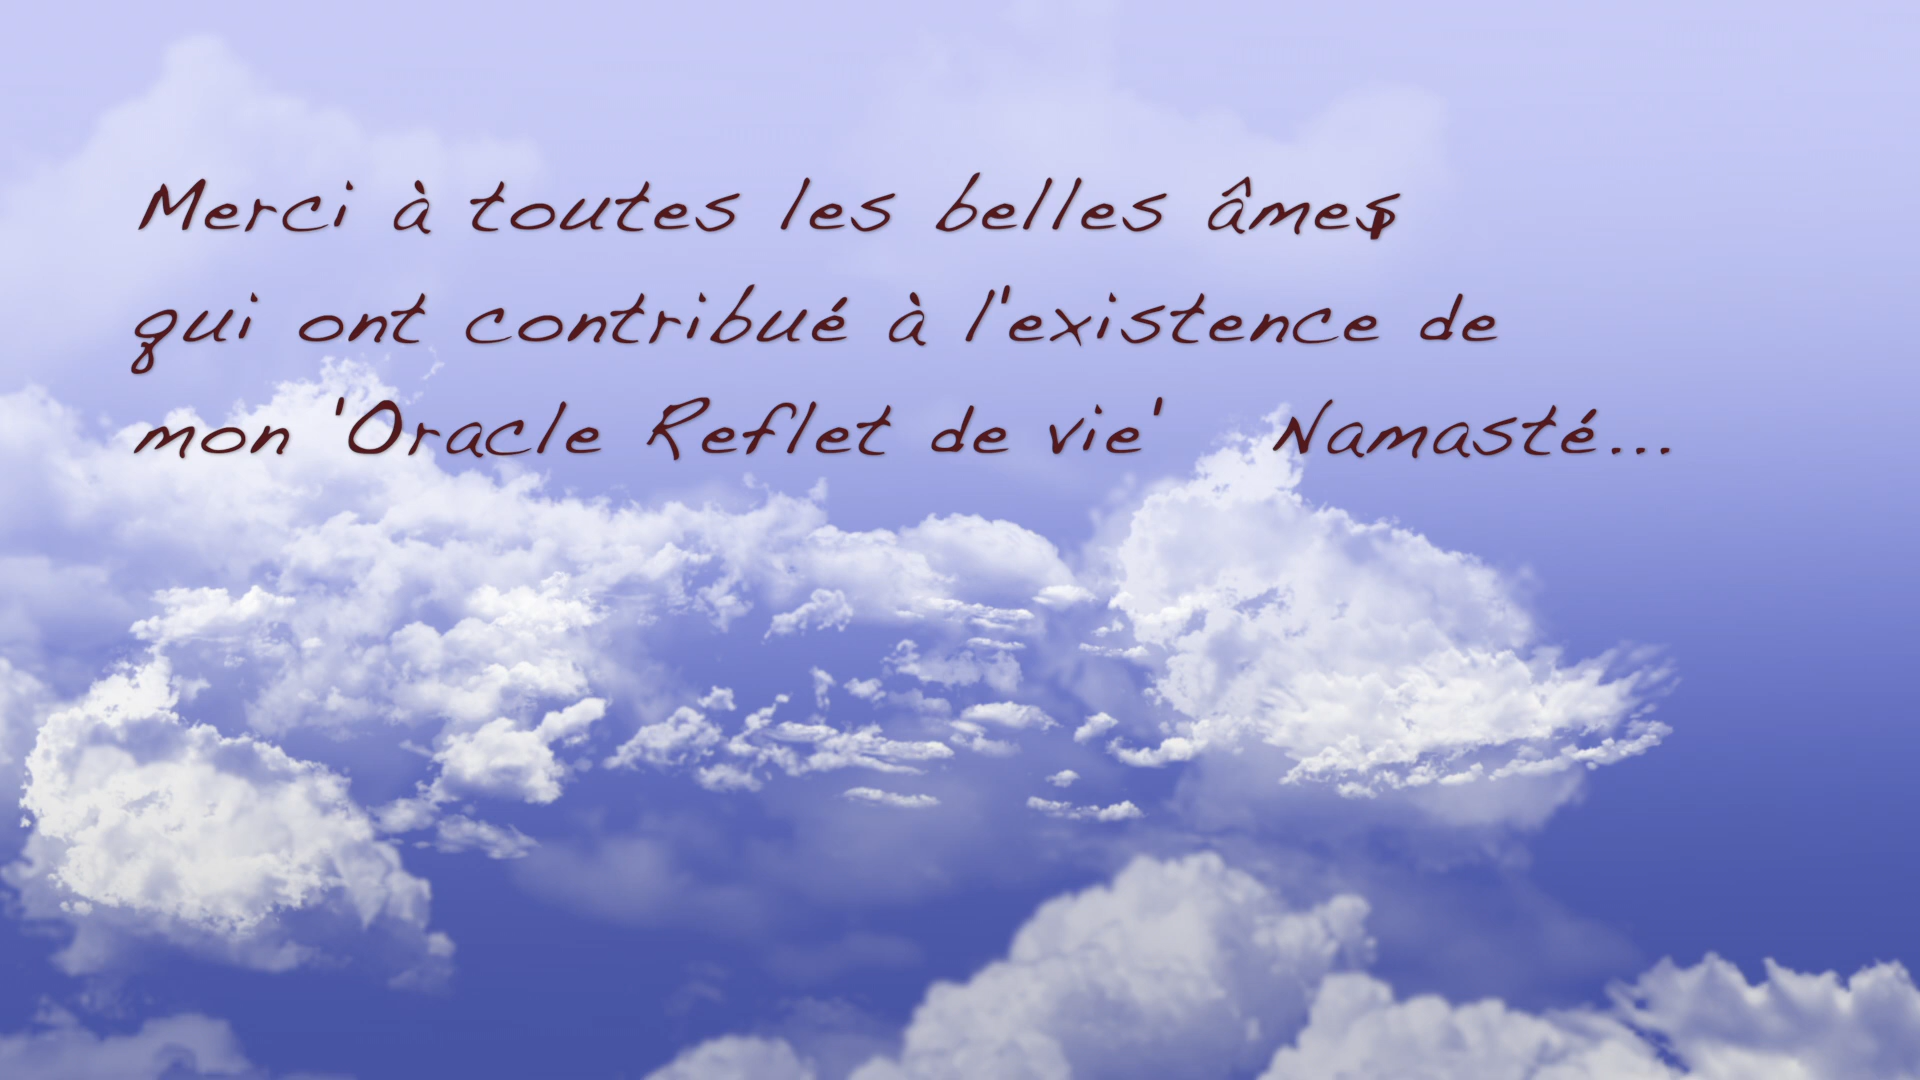 Merci à toutes les belles âmes
qui ont contribué à l'existence de
mon 'Oracle Reflet de vie' Namasté...